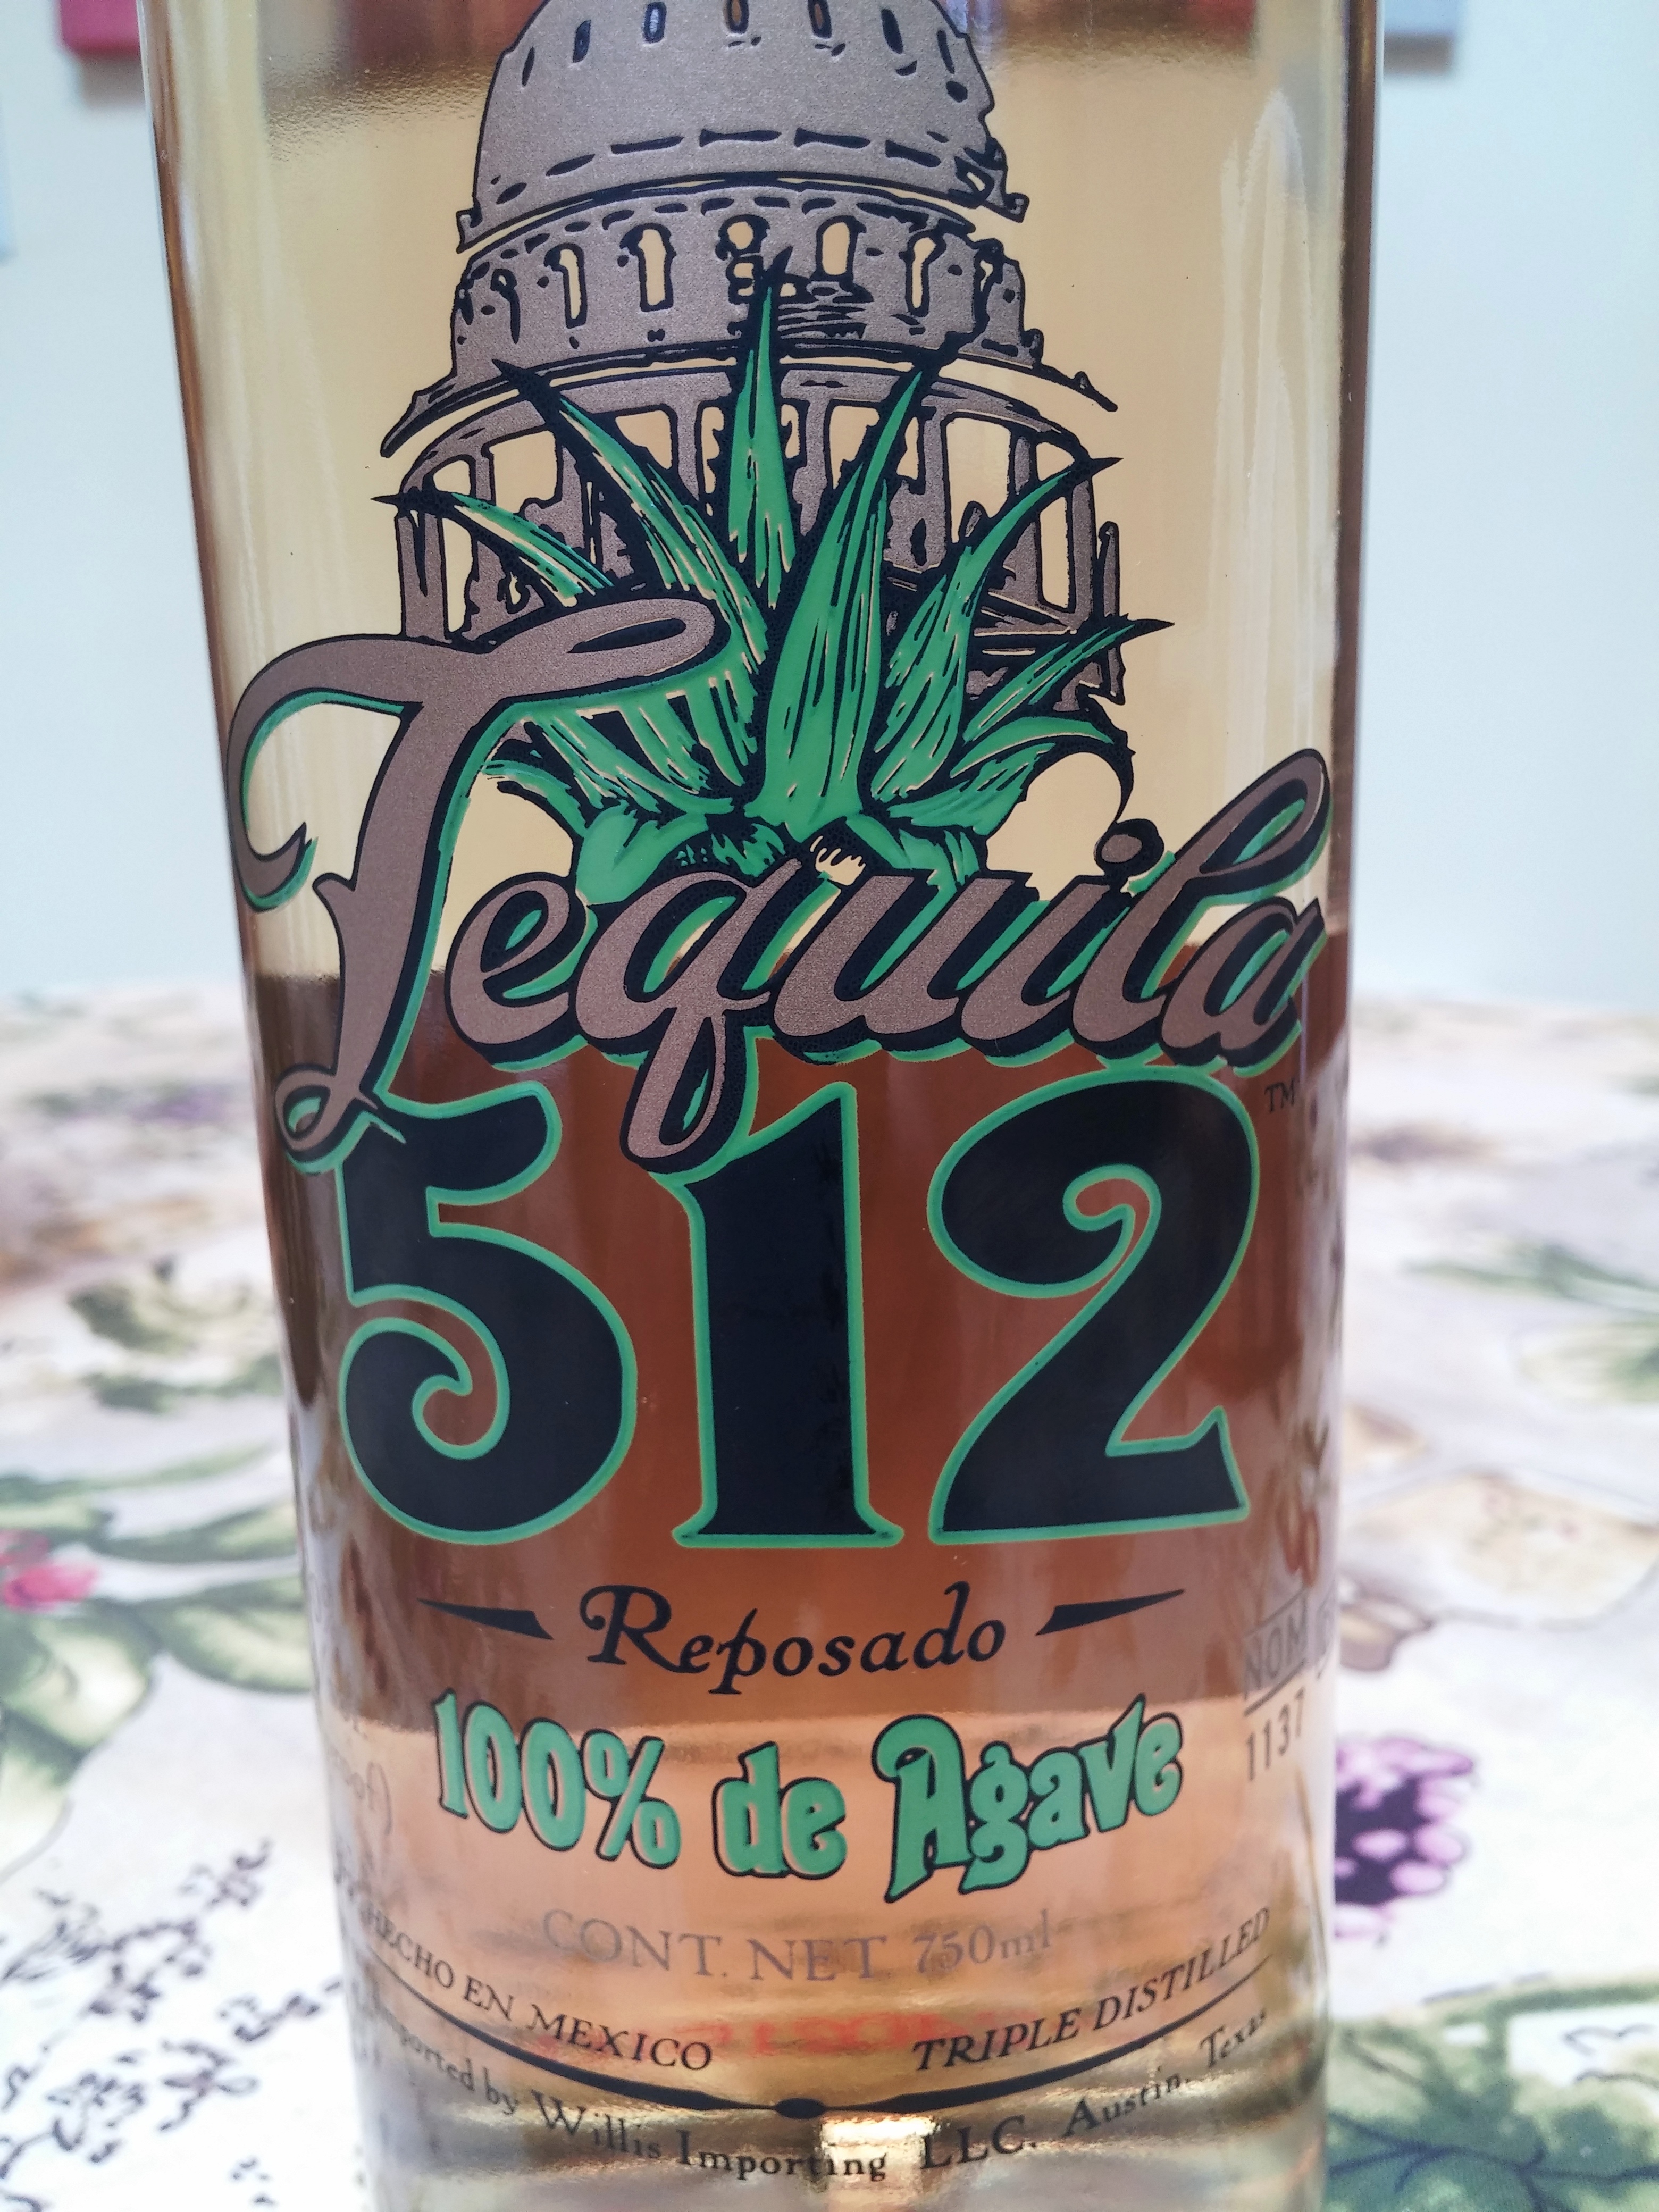 Tequila
512
TM
Reposado
NOM
1137
100% de Agave
CONT. NET. 750ml
HECHO EN MEXICO
TRIPLE DISTILLED
by Willis Importing LLC. Austin, Texas